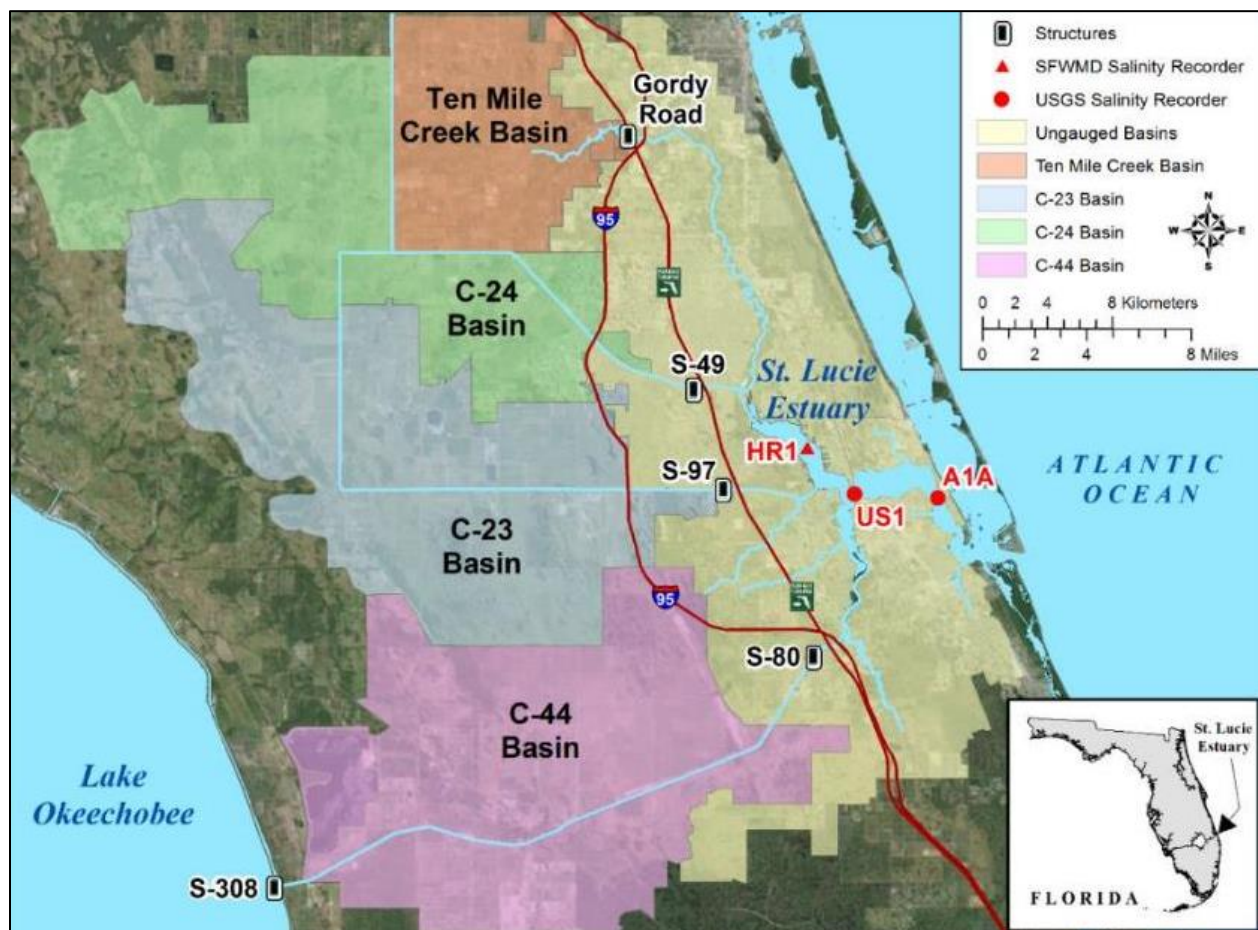 Structures
SFWMD Salinity Recorder
USGS Salinity Recorder
Ungauged Basins
Ten Mile Creek Basin
C-23 Basin
C-24 Basin
C-44 Basin
N
W E
S
0 2 4 8 Kilometers
0 2 4 8 Miles
Ten Mile
Creek Basin
Gordy
Road
95
C-24
Basin
S-49
St. Lucie
Estuary
HR1
S-97
US1
A1A
ATLANTIC
OCEAN
C-23
Basin
95
S-80
C-44
Basin
Lake
Okeechobee
S-308
St. Lucie
Estuary
FLORIDA